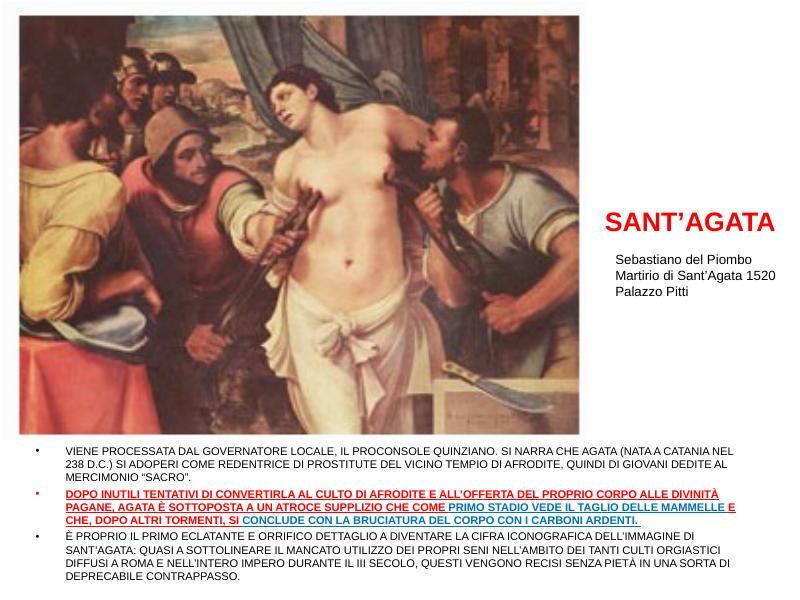 SANT’AGATA
Sebastiano del Piombo
Martirio di Sant’Agata 1520
Palazzo Pitti
• VIENE PROCESSATA DAL GOVERNATORE LOCALE, IL PROCONSOLE QUINZIANO. SI NARRA CHE AGATA (NATA A CATANIA NEL
238 D.C.) SI ADOPERI COME REDENTRICE DI PROSTITUTE DEL VICINO TEMPIO DI AFRODITE, QUINDI DI GIOVANI DEDITE AL
MERCIMONIO “SACRO”.
• DOPO INUTILI TENTATIVI DI CONVERTIRLA AL CULTO DI AFRODITE E ALL’OFFERTA DEL PROPRIO CORPO ALLE DIVINITÀ
PAGANE, AGATA È SOTTOPOSTA A UN ATROCE SUPPLIZIO CHE COME PRIMO STADIO VEDE IL TAGLIO DELLE MAMMELLE E
CHE, DOPO ALTRI TORMENTI, SI CONCLUDE CON LA BRUCIATURA DEL CORPO CON I CARBONI ARDENTI.
• È PROPRIO IL PRIMO ECLATANTE E ORRIFICO DETTAGLIO A DIVENTARE LA CIFRA ICONOGRAFICA DELL’IMMAGINE DI
SANT’AGATA: QUASI A SOTTOLINEARE IL MANCATO UTILIZZO DEI PROPRI SENI NELL’AMBITO DEI TANTI CULTI ORGIASTICI
DIFFUSI A ROMA E NELL’INTERO IMPERO DURANTE IL III SECOLO, QUESTI VENGONO RECISI SENZA PIETÀ IN UNA SORTA DI
DEPRECABILE CONTRAPPASSO.